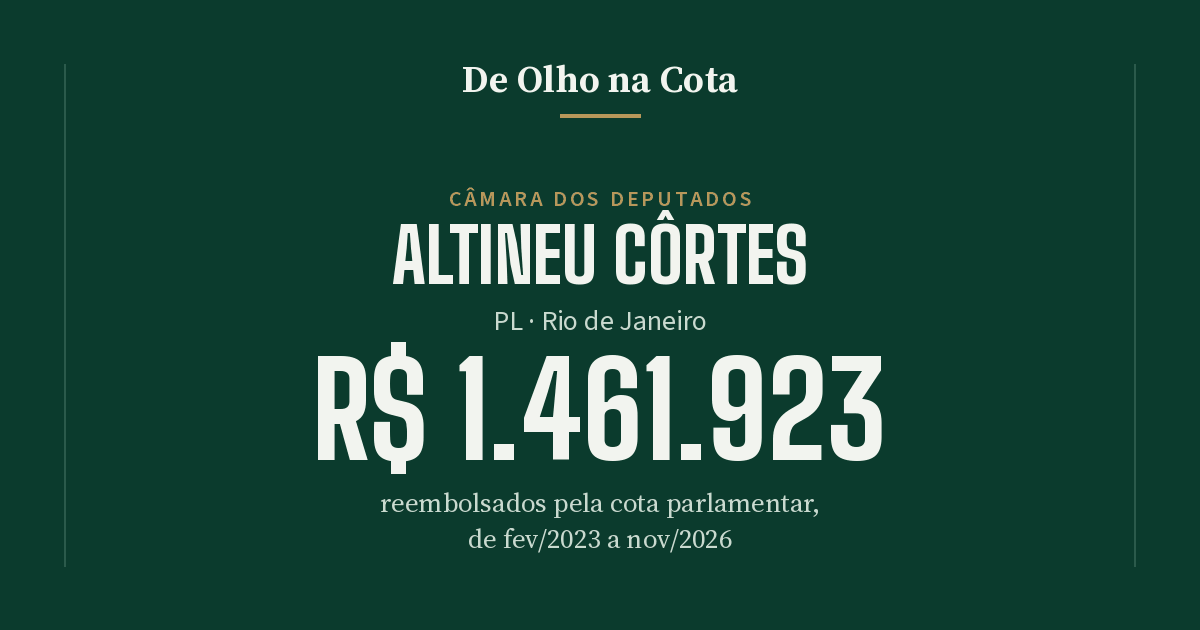 De Olho na Cota
CÂMARA DOS DEPUTADOS
ALTINEU CÔRTES
PL · Rio de Janeiro
R$ 1.461.923
reembolsados pela cota parlamentar,
de fev/2023 a nov/2026